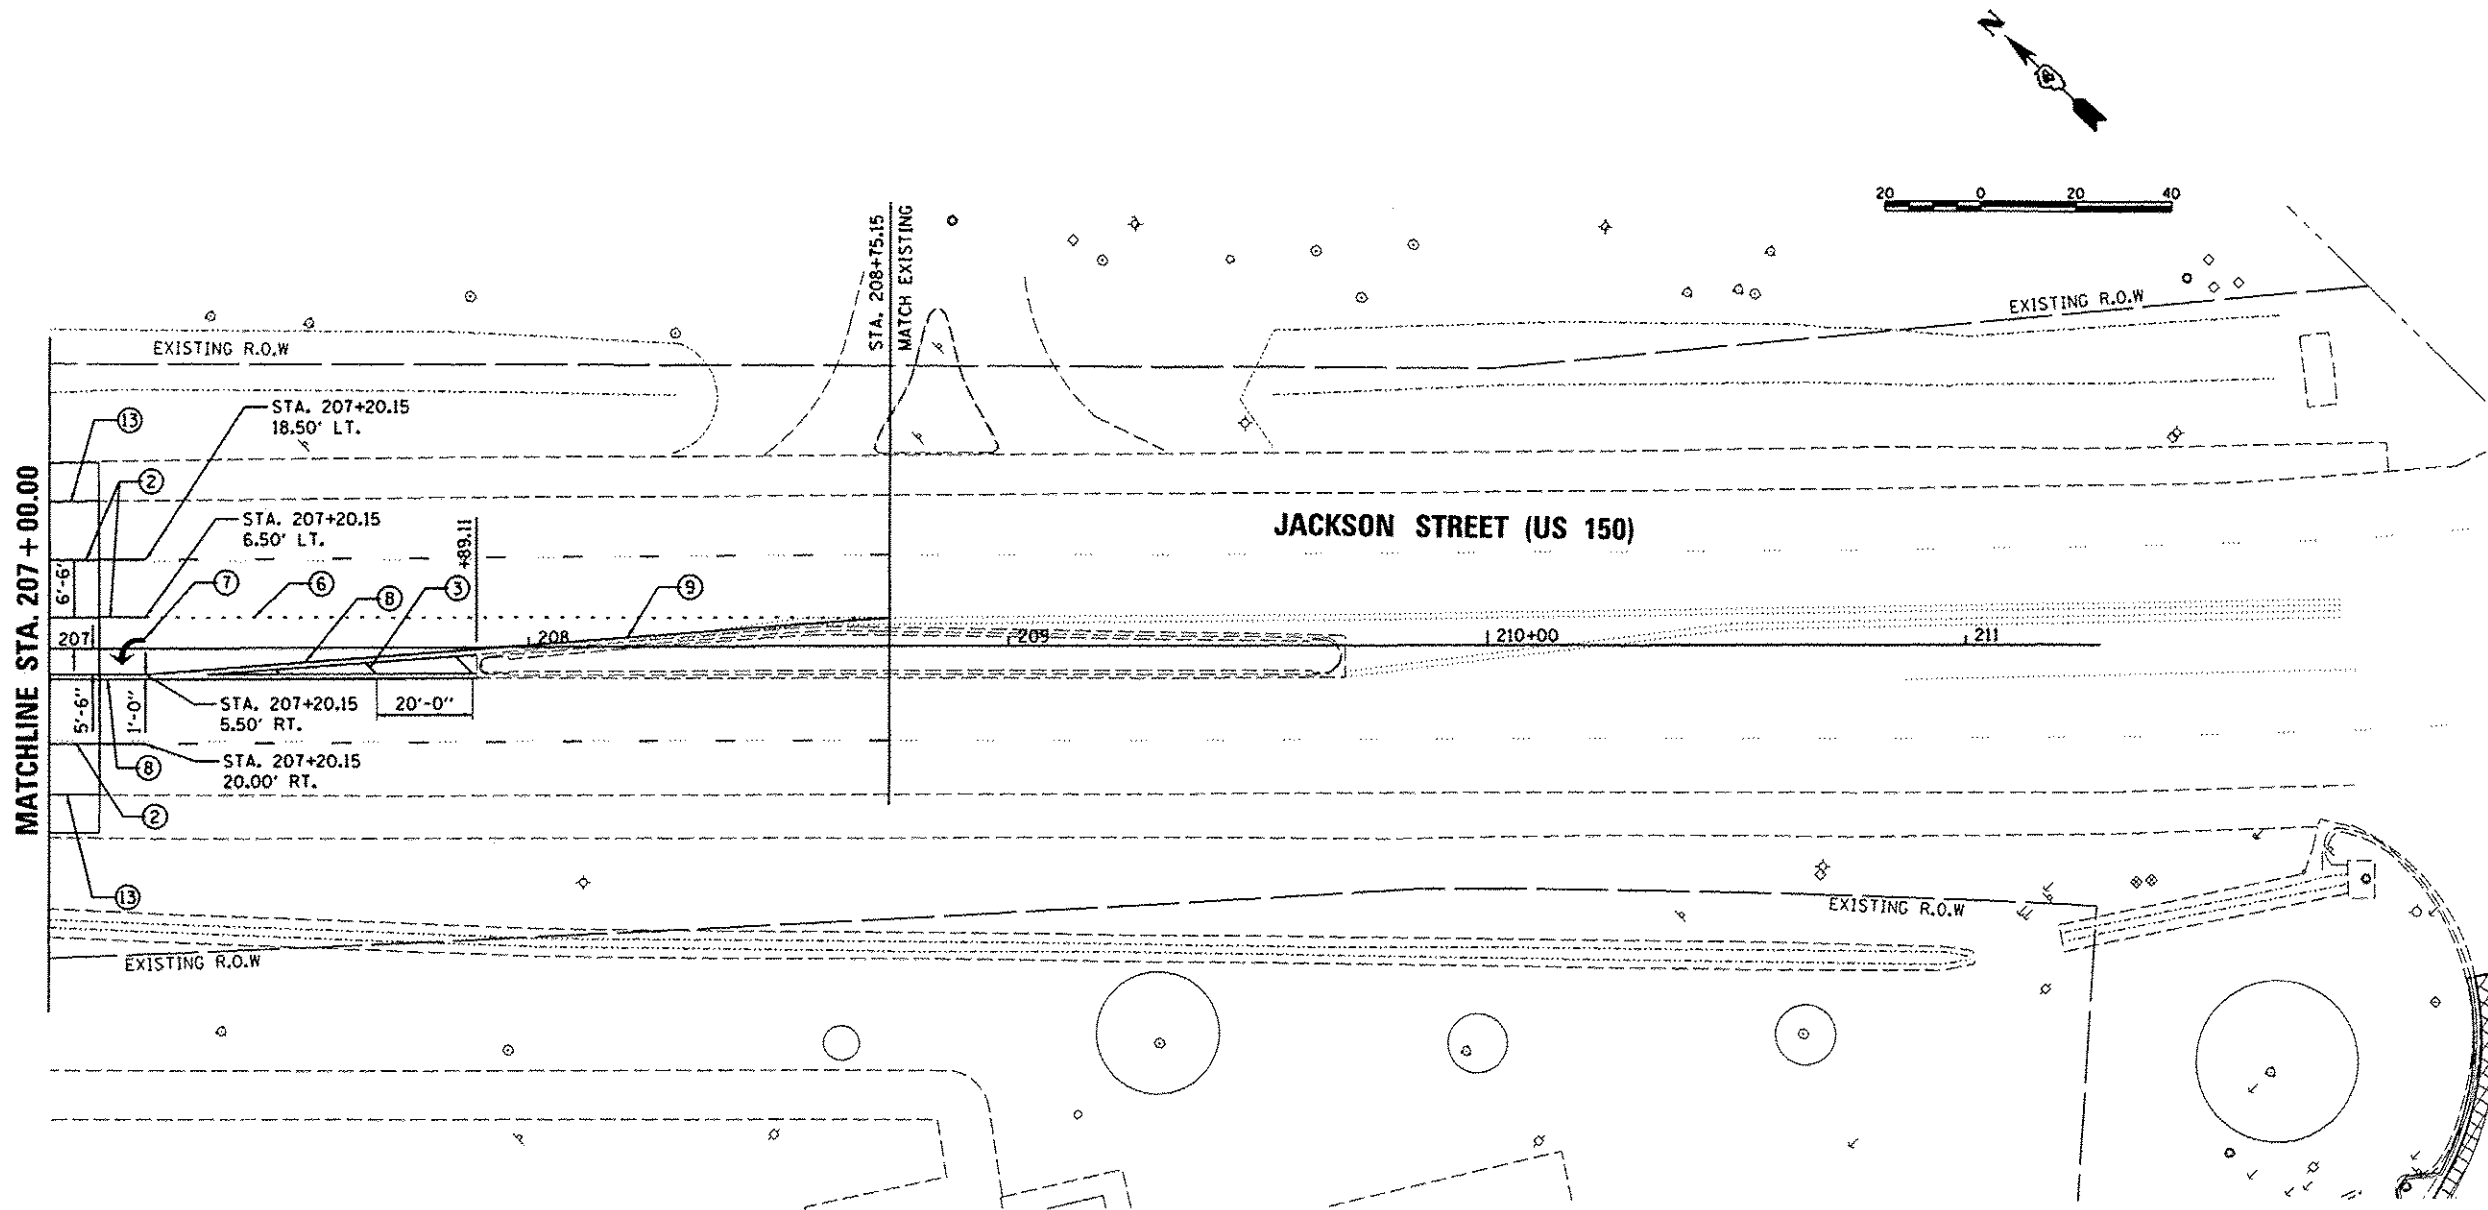 N
20 0 20 40
STA. 208+75.15
MATCH EXISTING
EXISTING R.O.W
EXISTING R.O.W
STA. 207+20.15
18.50' LT.
13
2
MATCHLINE STA. 207+00.00
STA. 207+20.15
6.50' LT.
+89.11
JACKSON STREET (US 150)
6'-6"
7
6
8
3
9
207
208
209
210+00
211
5'-6"
1'-0"
STA. 207+20.15
5.50' RT.
20'-0"
8
STA. 207+20.15
20.00' RT.
2
13
EXISTING R.O.W
EXISTING R.O.W